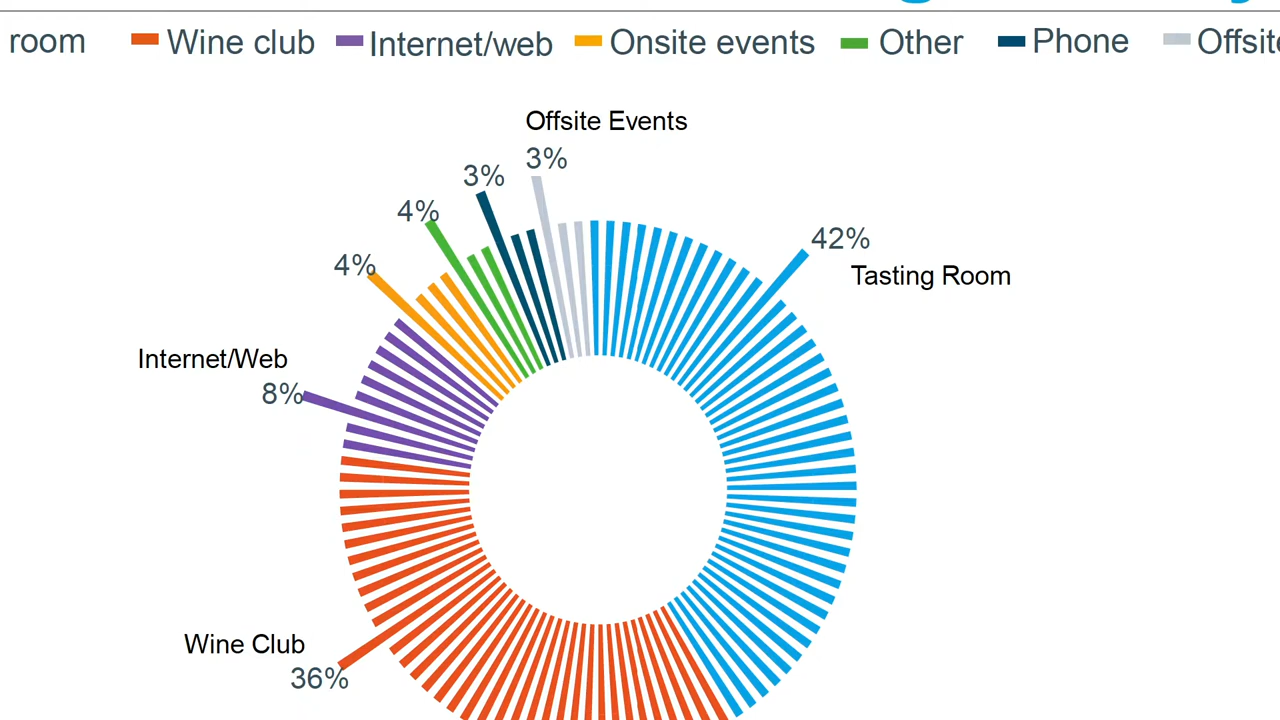 room Wine club Internet/web Onsite events Other Phone Offsite
Offsite Events
3%
3%
4%
42%
4%
Tasting Room
Internet/Web
8%
Wine Club
36%